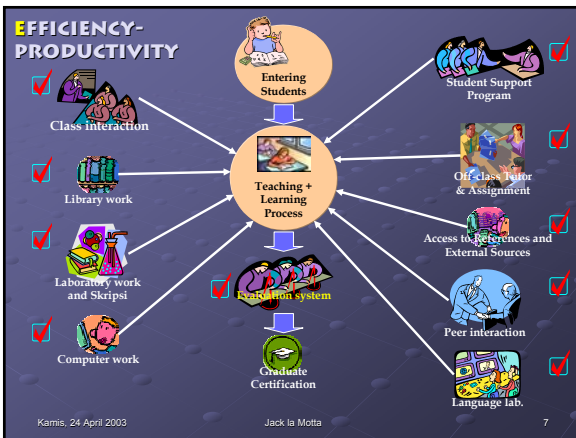 EFFICIENCY-
PRODUCTIVITY
Entering
Students
Class interaction
Library work
Laboratory work
and Skripsi
Computer work
Teaching +
Learning
Process
Evaluation system
Graduate
Certification
Student Support
Program
Off-class Tutor
& Assignment
Access to References and
External Sources
Peer interaction
Language lab.
Kamis, 24 April 2003
Jack la Motta
7